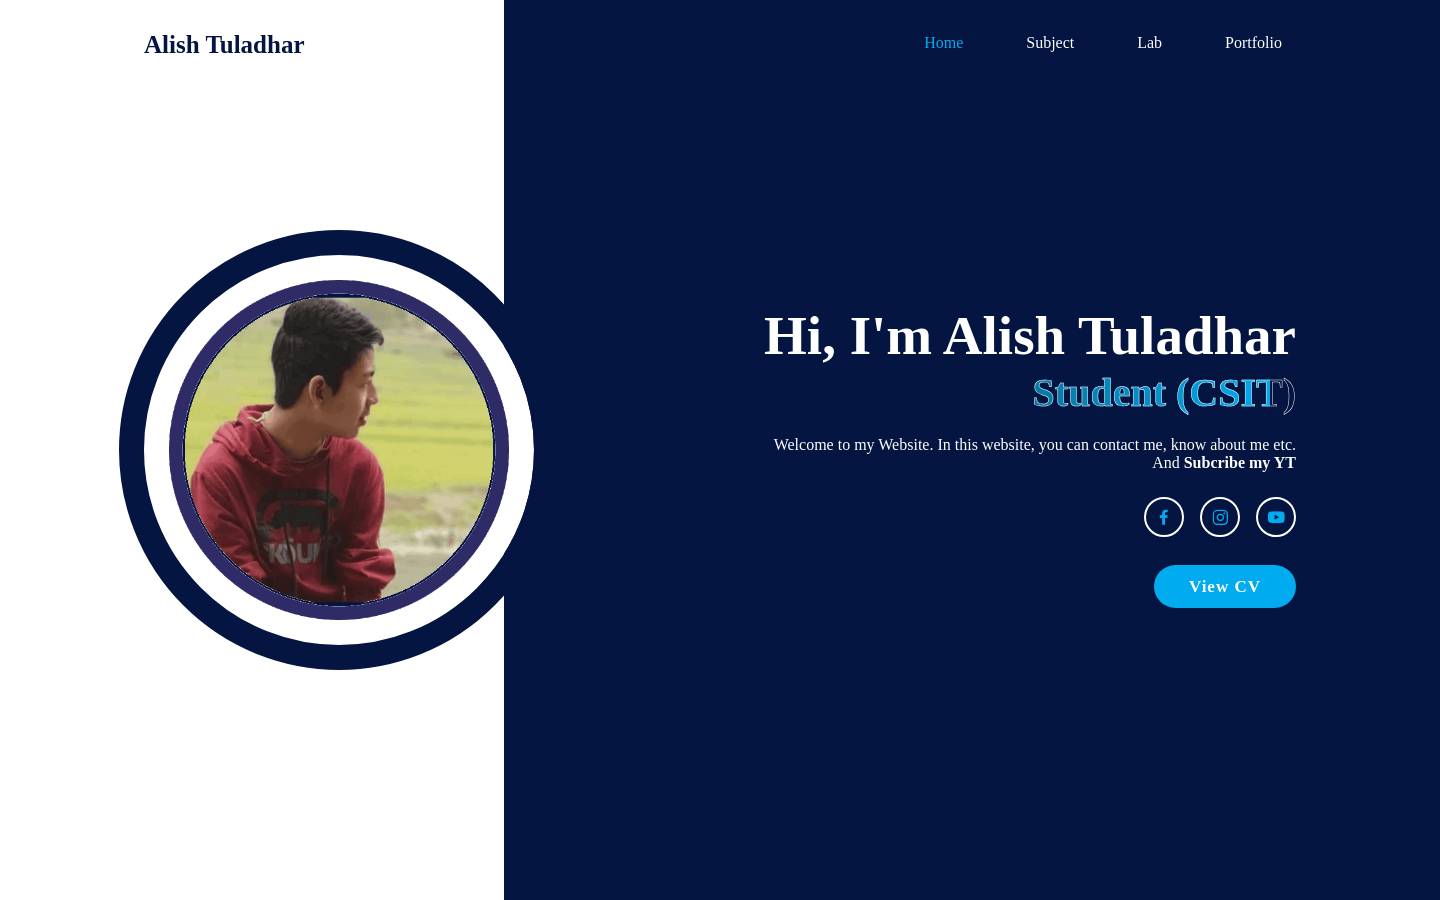 Alish Tuladhar
Home
Subject
Lab
Portfolio
Hi, I'm Alish Tuladhar
Student (CSIT)
Welcome to my Website. In this website, you can contact me, know about me etc.
And Subcribe my YT
View CV